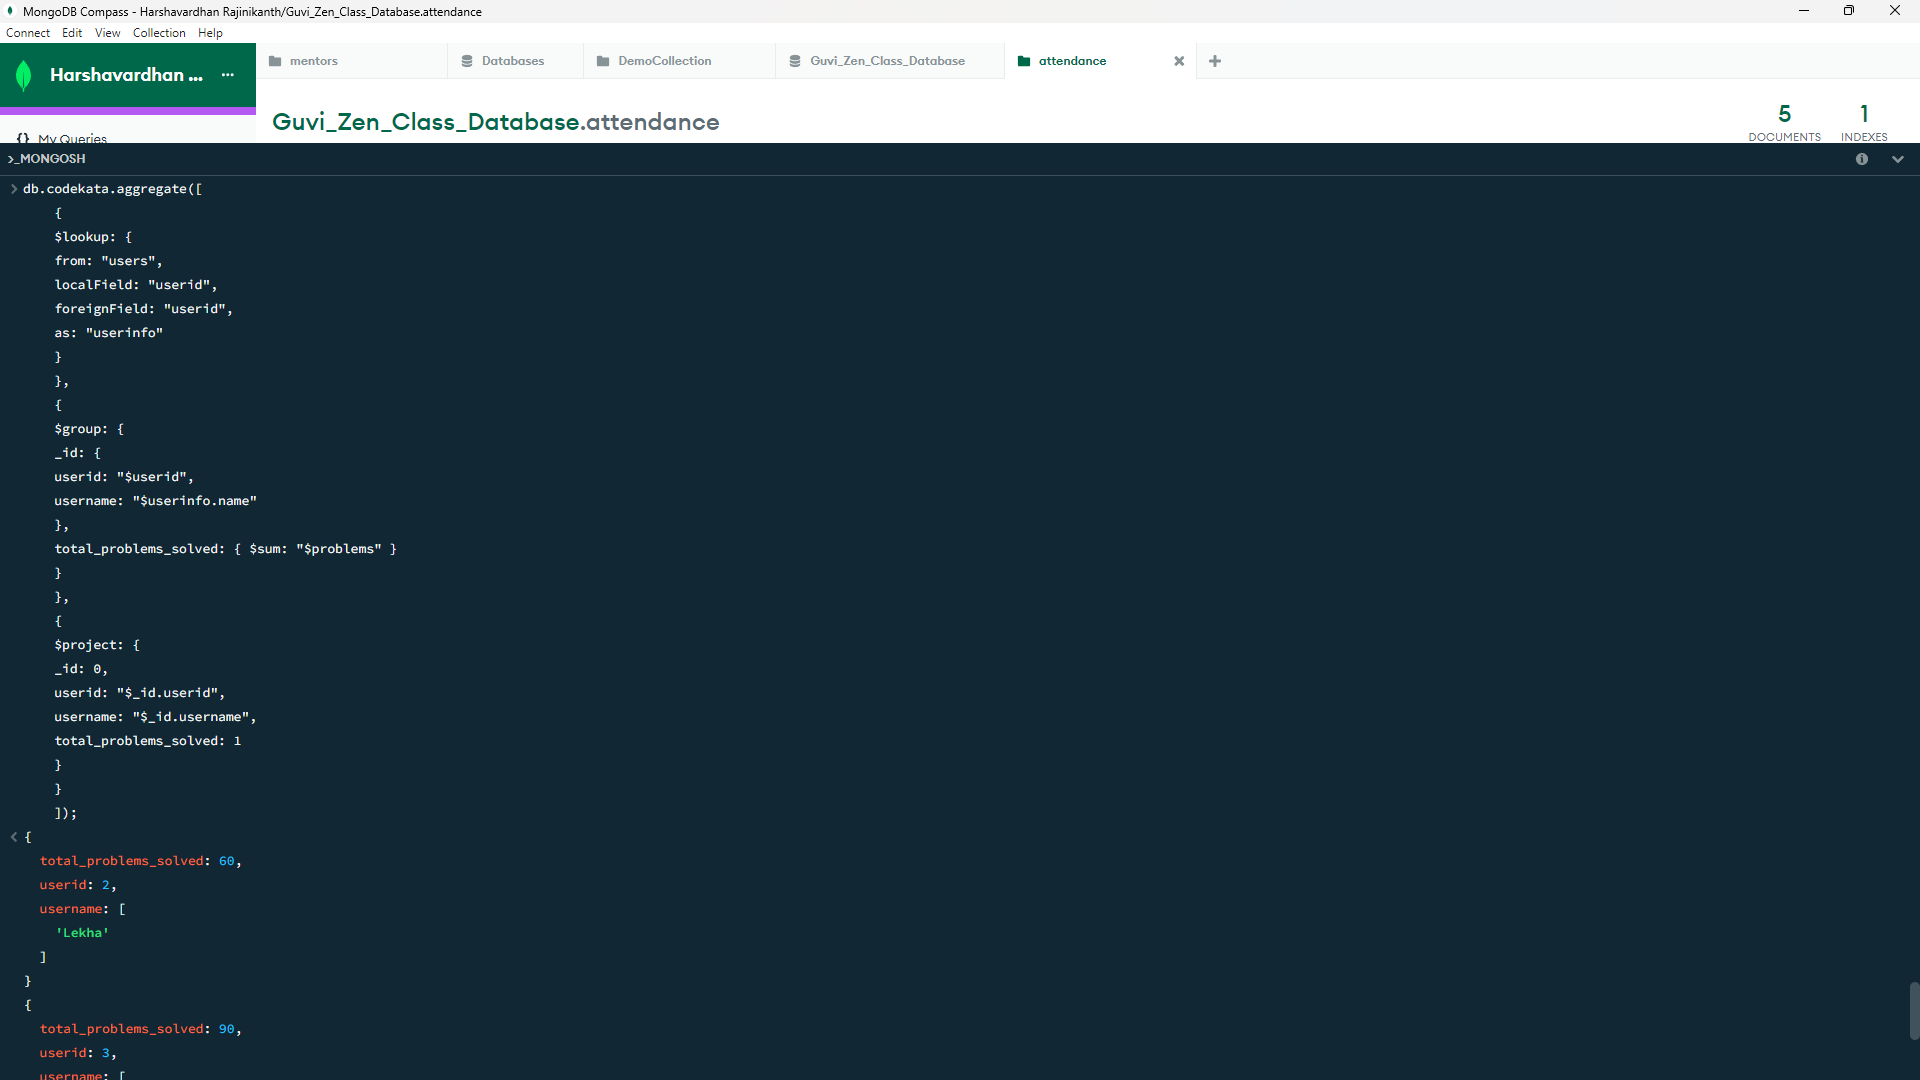 MongoDB Compass - Harshavardhan Rajinikanth/Guvi_Zen_Class_Database.attendance
Connect Edit View Collection Help
Harshavardhan ... ...
mentors
Databases
DemoCollection
Guvi_Zen_Class_Database
attendance
Guvi_Zen_Class_Database.attendance
5
DOCUMENTS
1
INDEXES
{} My Queries
>_MONGOSH
> db.codekata.aggregate([
{
$lookup: {
from: "users",
localField: "userid",
foreignField: "userid",
as: "userinfo"
}
},
{
$group: {
_id: {
userid: "$userid",
username: "$userinfo.name"
},
total_problems_solved: { $sum: "$problems" }
}
},
{
$project: {
_id: 0,
userid: "$_id.userid",
username: "$_id.username",
total_problems_solved: 1
}
}
]);
< {
total_problems_solved: 60,
userid: 2,
username: [
'Lekha'
]
}
{
total_problems_solved: 90,
userid: 3,
username: [